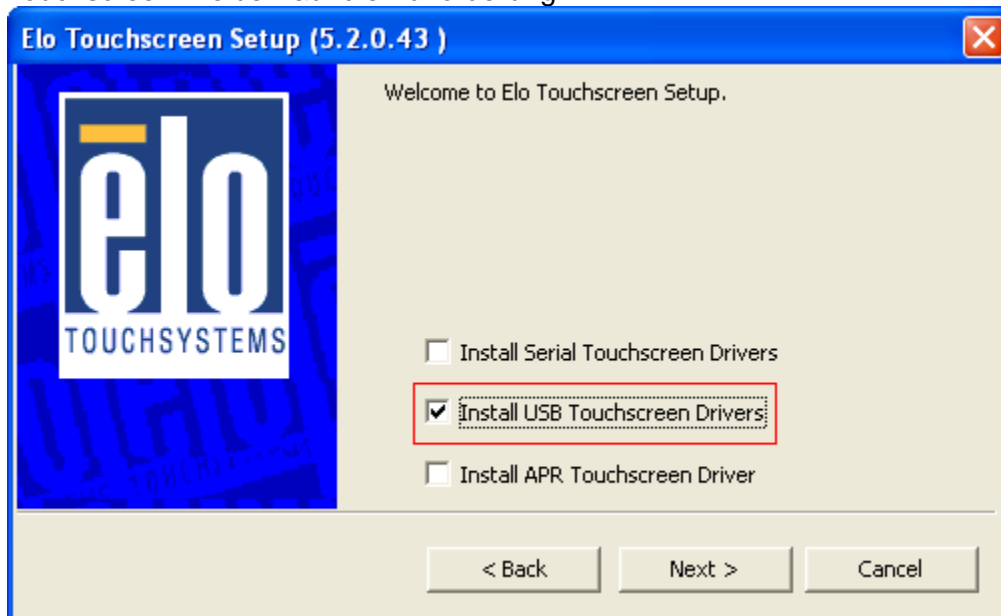 Elo Touchscreen Setup (5.2.0.43 )
Welcome to Elo Touchscreen Setup.
elo
TOUCHSYSTEMS
Install Serial Touchscreen Drivers
Install USB Touchscreen Drivers
Install APR Touchscreen Driver
< Back
Next >
Cancel